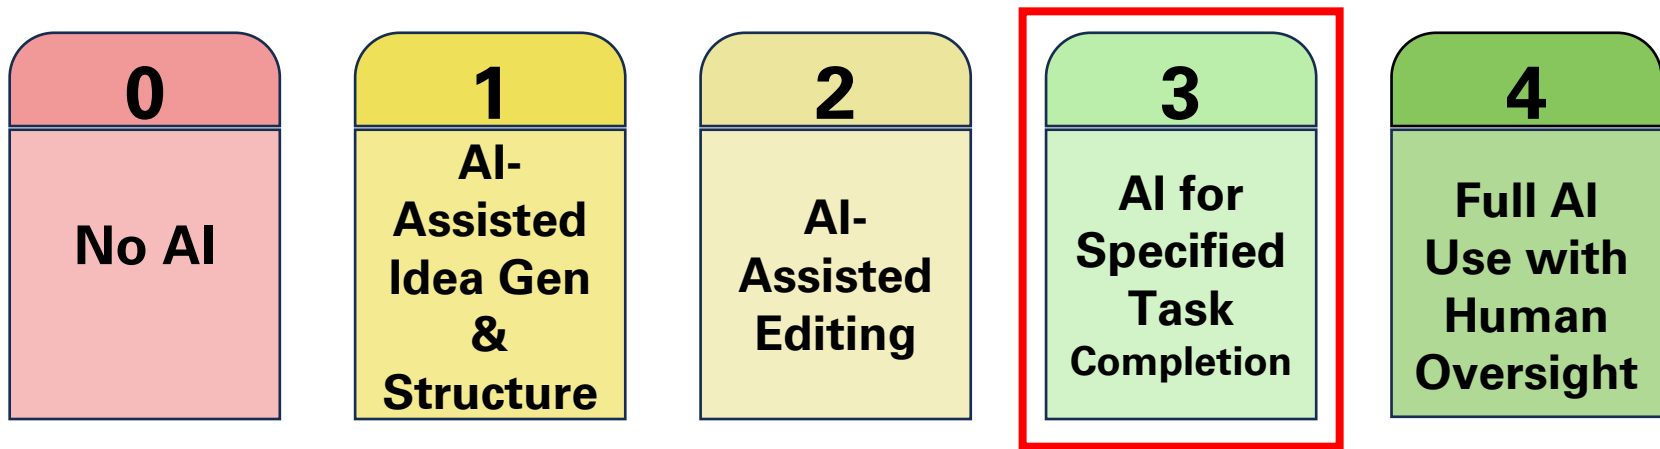 0
No AI
1
AI-
Assisted
Idea Gen
&
Structure
2
AI-
Assisted
Editing
3
AI for
Specified
Task
Completion
4
Full AI
Use with
Human
Oversight